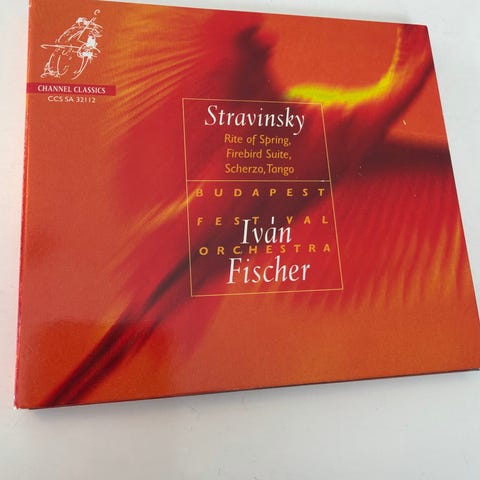 CHANNEL CLASSICS
CCS SA 32112
Stravinsky
Rite of Spring,
Firebird Suite,
Scherzo, Tango
BUDAPEST
FESTIVAL
Iván
ORCHESTRA
Fischer